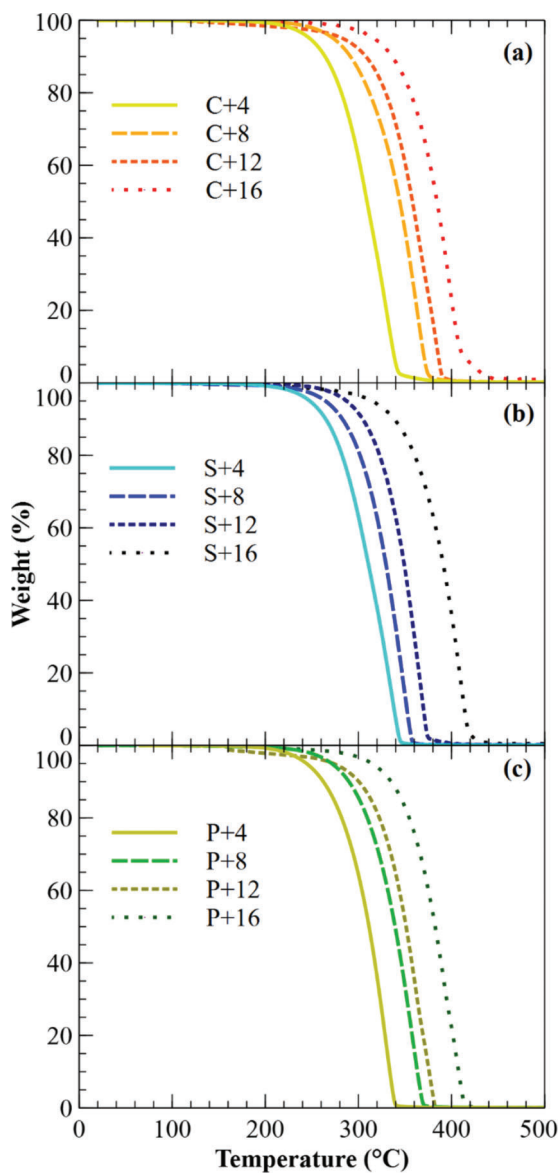 100
(a)
80
C+4
C+8
60
C+12
C+16
40
20
0
100
(b)
80
S+4
S+8
60
S+12
S+16
40
20
0
100
(c)
80
P+4
P+8
60
P+12
P+16
40
20
0
Weight (%)
0 100 200 300 400 500
Temperature (°C)